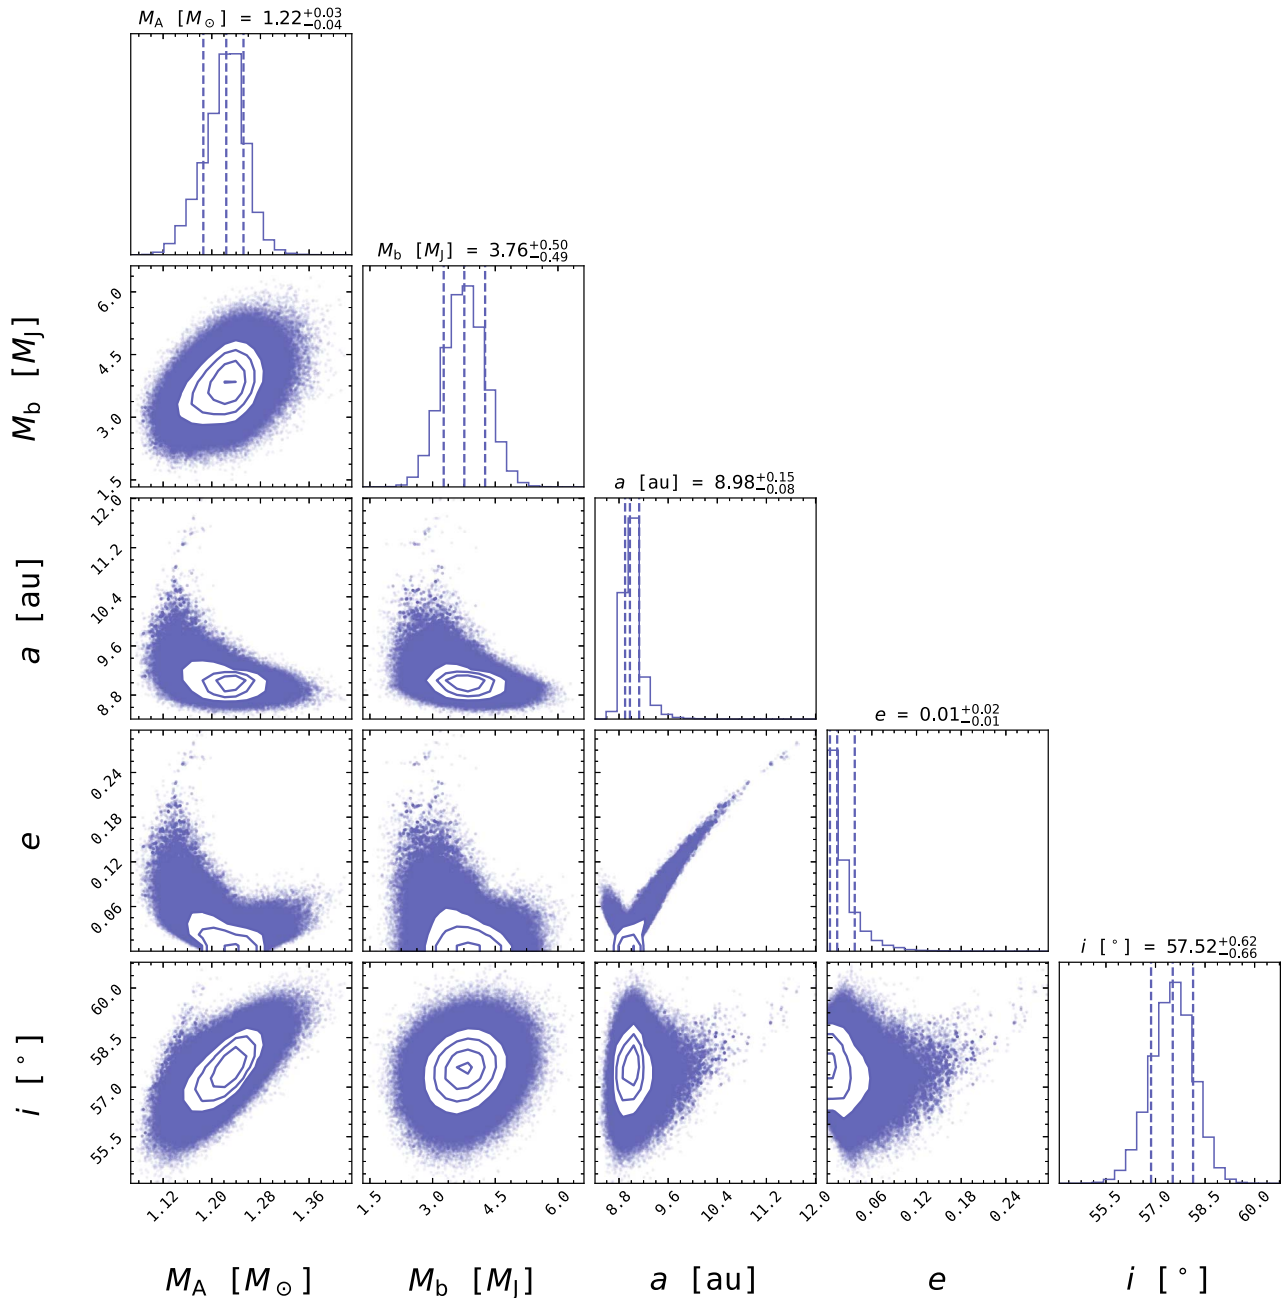 M_A [M_⊙] = 1.22^{+0.03}_{-0.04}
M_b [M_J] = 3.76^{+0.50}_{-0.49}
6.0
4.5
3.0
1.5
M_b [M_J]
a [au] = 8.98^{+0.15}_{-0.08}
12.0
11.2
10.4
9.6
8.8
a [au]
e = 0.01^{+0.02}_{-0.01}
0.24
0.18
0.12
0.06
e
i [°] = 57.52^{+0.62}_{-0.66}
60.0
58.5
57.0
55.5
i [°]
1.12 1.20 1.28 1.36 1.5 3.0 4.5 6.0 8.8 9.6 10.4 11.2 12.0 0.06 0.12 0.18 0.24 55.5 57.0 58.5 60.0
M_A [M_⊙] M_b [M_J] a [au] e i [°]